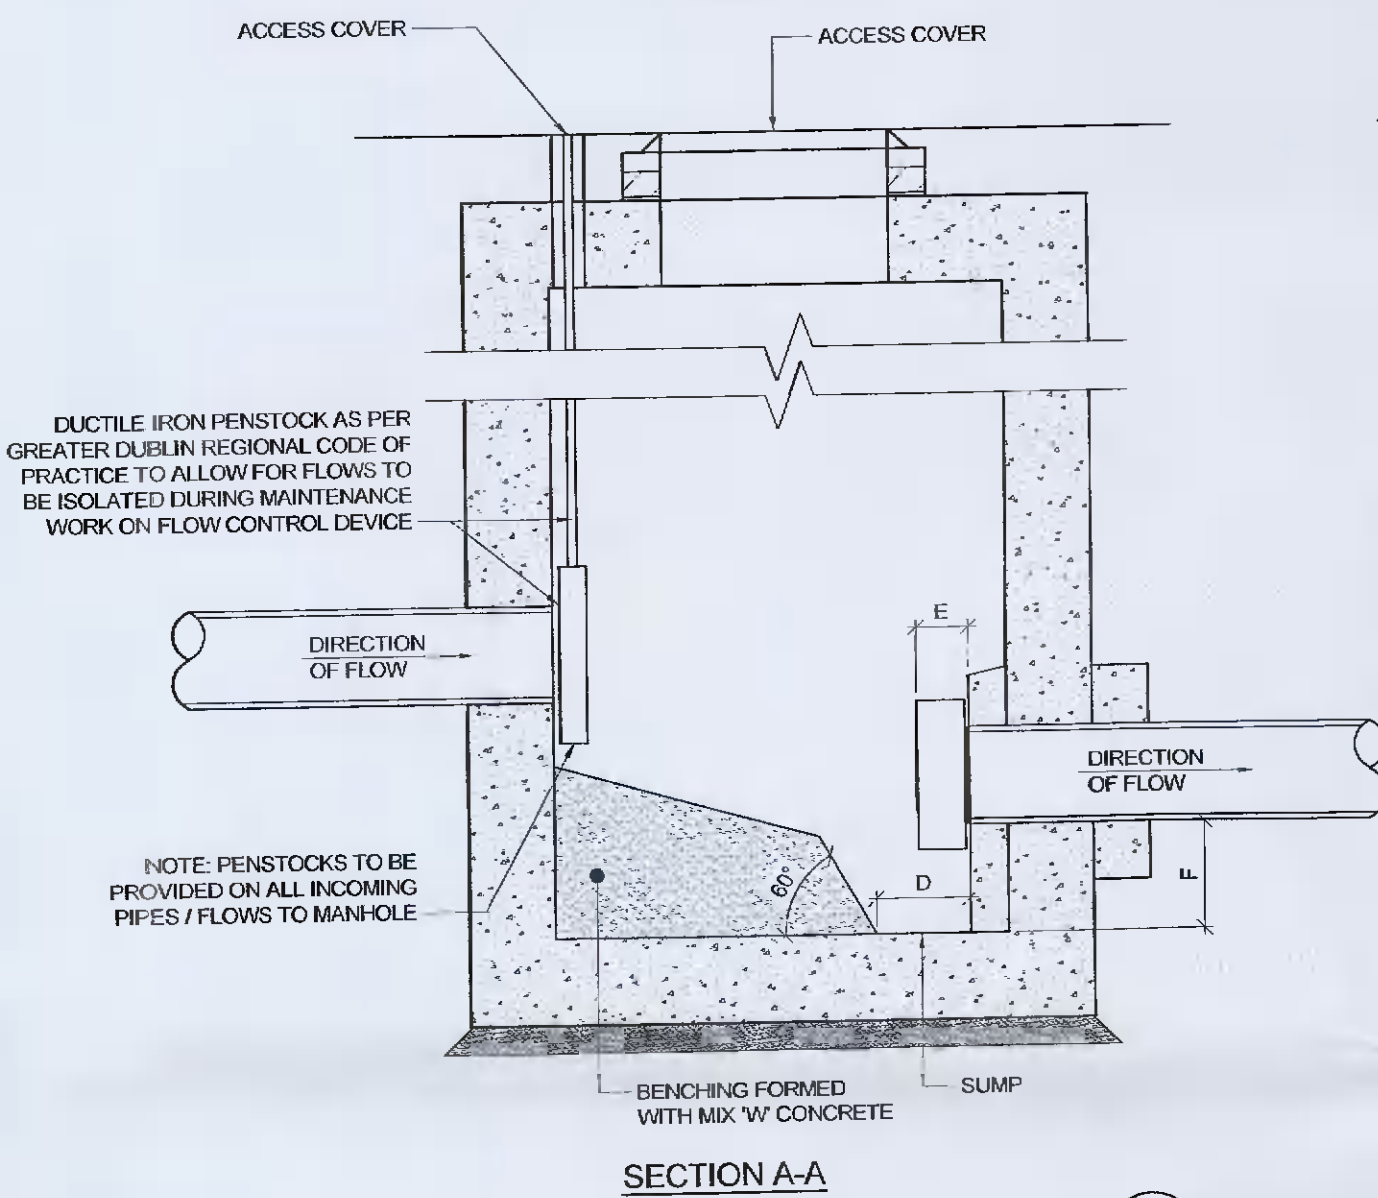 ACCESS COVER
ACCESS COVER
DUCTILE IRON PENSTOCK AS PER
GREATER DUBLIN REGIONAL CODE OF
PRACTICE TO ALLOW FOR FLOWS TO
BE ISOLATED DURING MAINTENANCE
WORK ON FLOW CONTROL DEVICE
E
DIRECTION
OF FLOW
DIRECTION
OF FLOW
NOTE: PENSTOCKS TO BE
PROVIDED ON ALL INCOMING
PIPES / FLOWS TO MANHOLE
60°
D
F
BENCHING FORMED
WITH MIX 'W' CONCRETE
SUMP
SECTION A-A